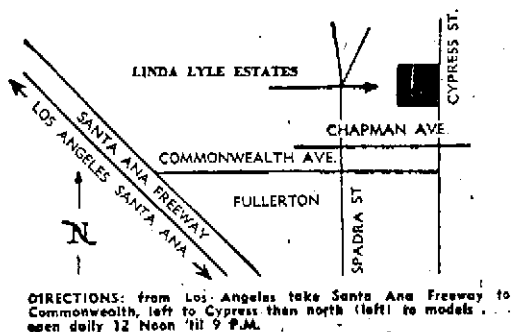 CYPRESS ST.
LINDA LYLE ESTATES
CHAPMAN AVE.
COMMONWEALTH AVE.
SANTA ANA FREEWAY
LOS ANGELES SANTA ANA
FULLERTON
SPADRA ST
N
DIRECTIONS: from Los Angeles take Santa Ana Freeway to
Commonwealth, left to Cypress then north (left) to models . . .
open daily 12 Noon 'til 9 P.M.